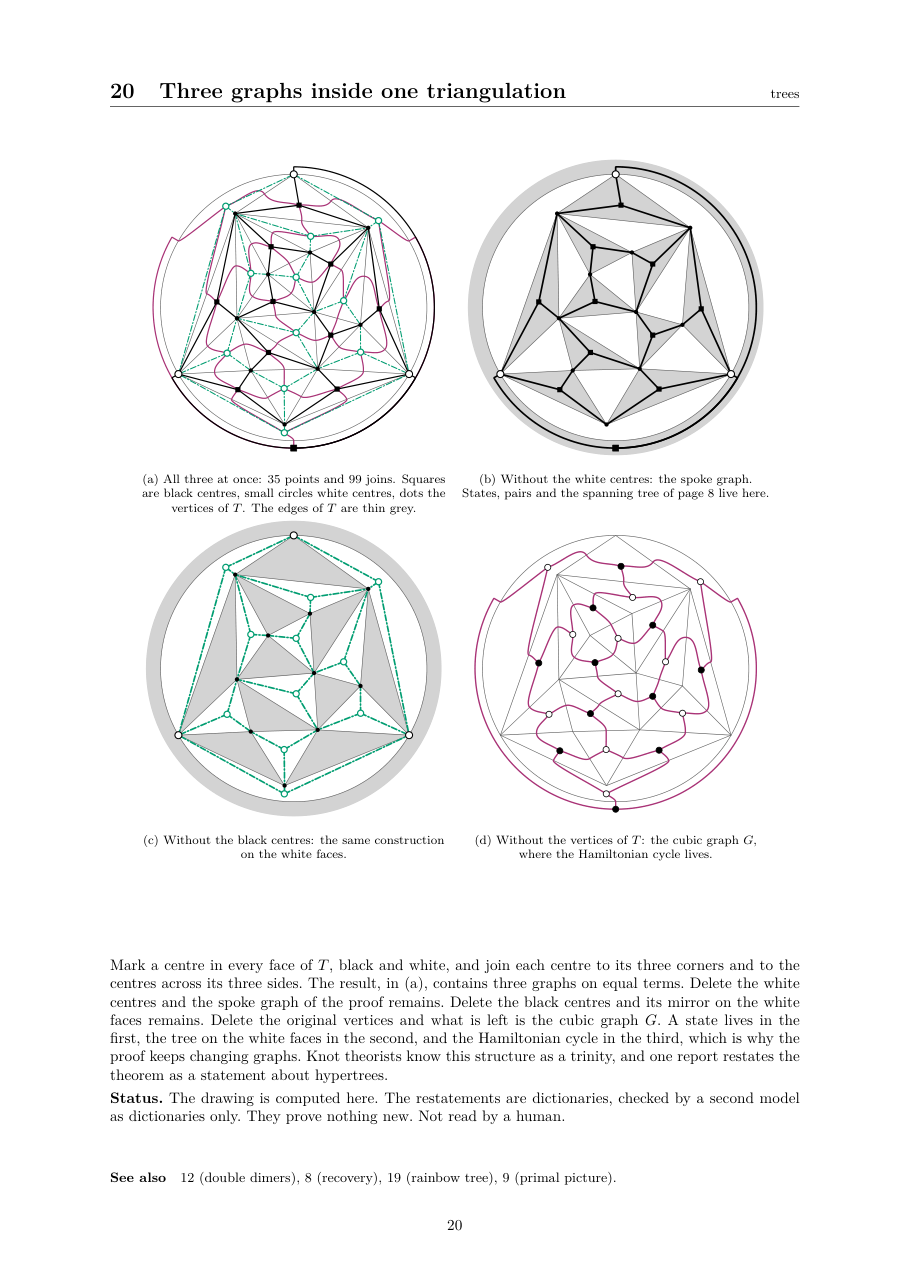 20 Three graphs inside one triangulation trees
(a) All three at once: 35 points and 99 joins. Squares
are black centres, small circles white centres, dots the
vertices of T. The edges of T are thin grey.
(b) Without the white centres: the spoke graph.
States, pairs and the spanning tree of page 8 live here.
(c) Without the black centres: the same construction
on the white faces.
(d) Without the vertices of T: the cubic graph G,
where the Hamiltonian cycle lives.
Mark a centre in every face of T, black and white, and join each centre to its three corners and to the
centres across its three sides. The result, in (a), contains three graphs on equal terms. Delete the white
centres and the spoke graph of the proof remains. Delete the black centres and its mirror on the white
faces remains. Delete the original vertices and what is left is the cubic graph G. A state lives in the
first, the tree on the white faces in the second, and the Hamiltonian cycle in the third, which is why the
proof keeps changing graphs. Knot theorists know this structure as a trinity, and one report restates the
theorem as a statement about hypertrees.
Status. The drawing is computed here. The restatements are dictionaries, checked by a second model
as dictionaries only. They prove nothing new. Not read by a human.
See also 12 (double dimers), 8 (recovery), 19 (rainbow tree), 9 (primal picture).
20